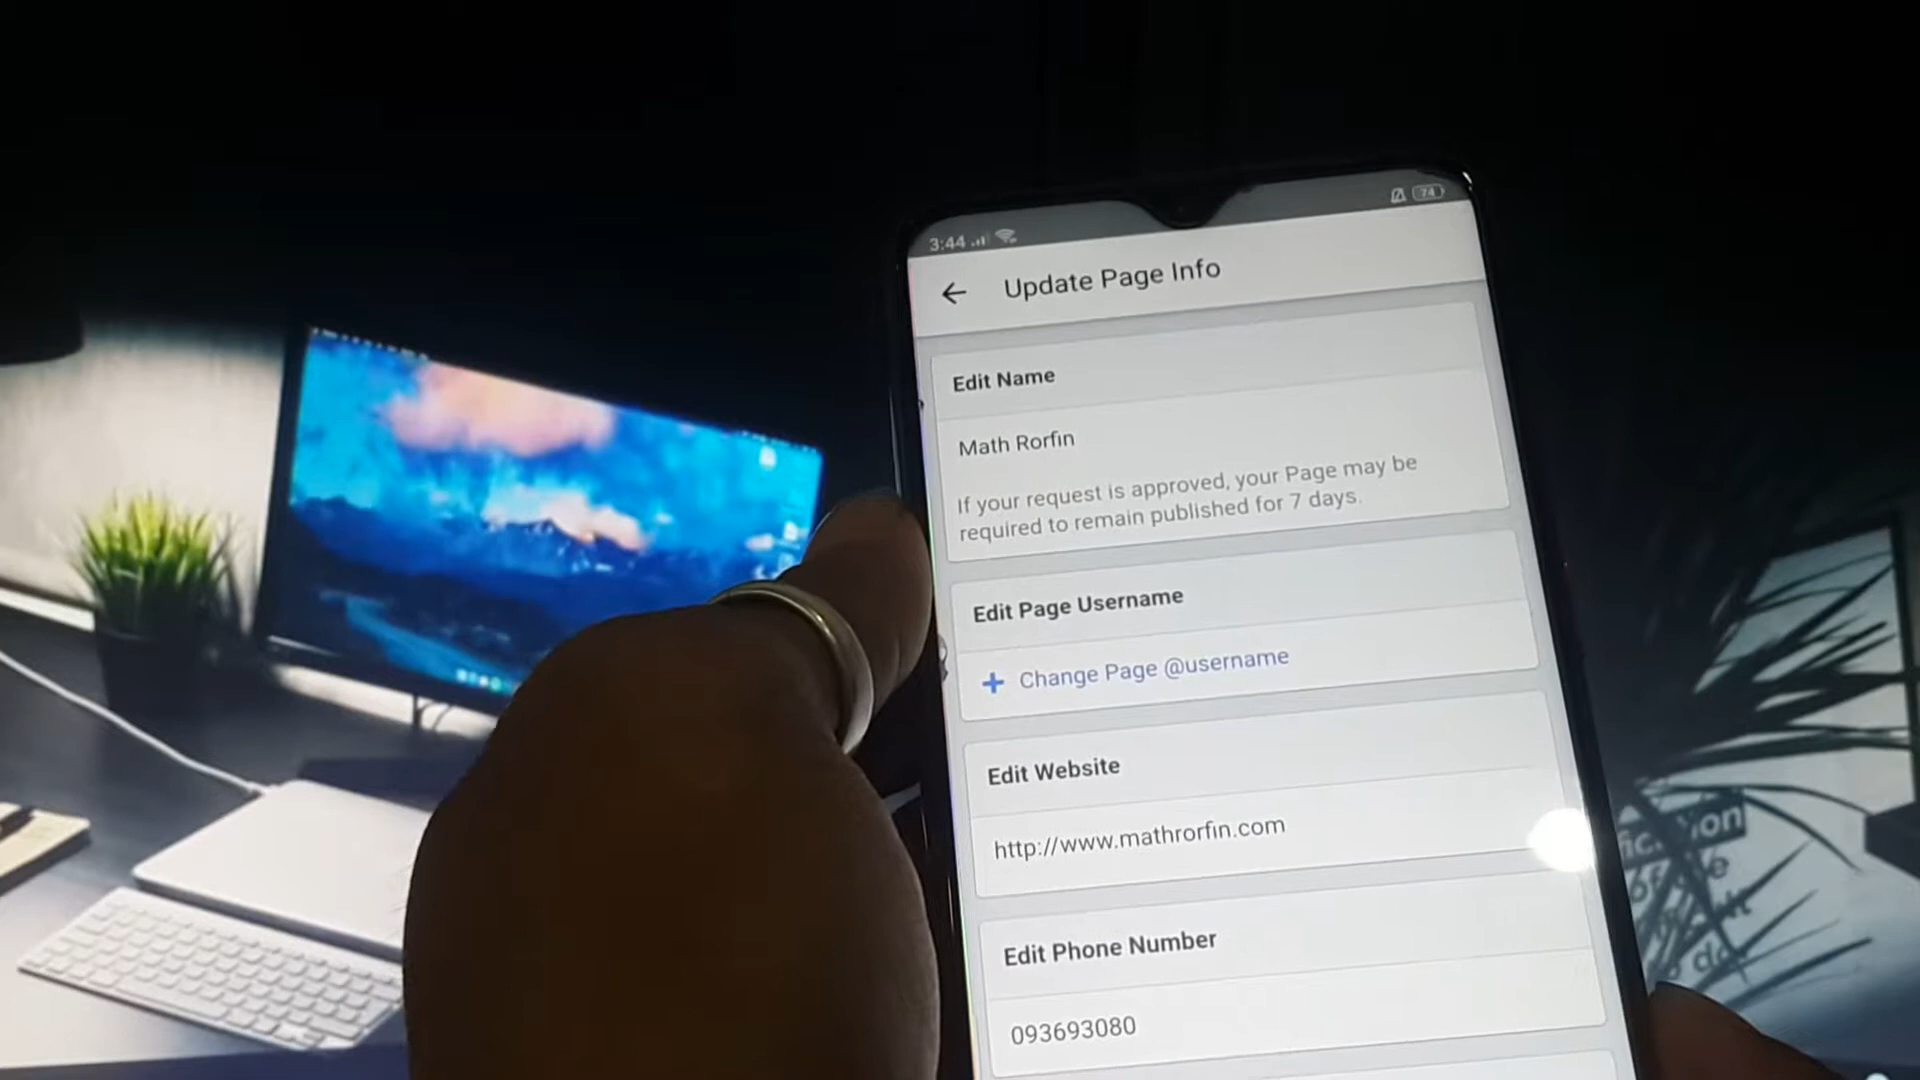 3:44
74
Update Page Info
Edit Name
Math Rorfin
If your request is approved, your Page may be
required to remain published for 7 days.
Edit Page Username
+ Change Page @username
Edit Website
http://www.mathrorfin.com
Edit Phone Number
093693080